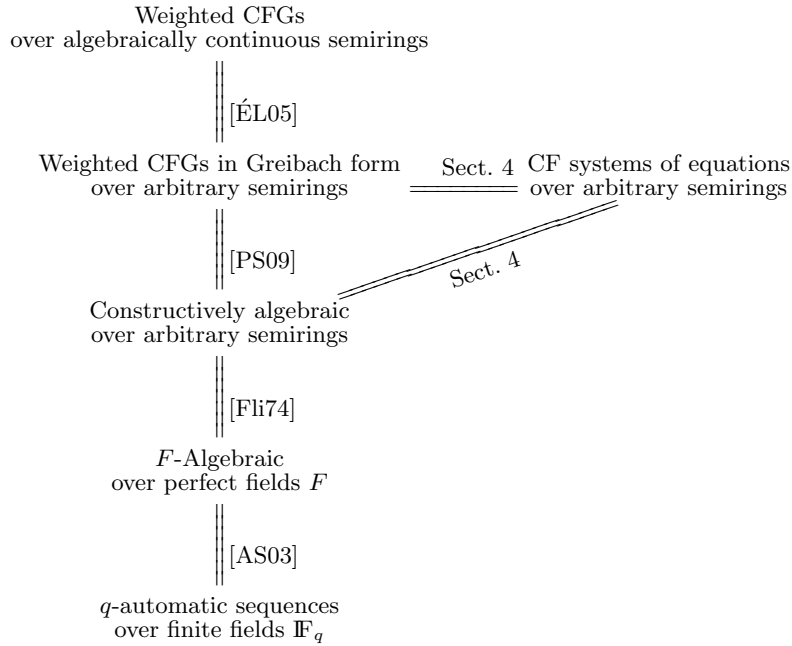 Weighted CFGs
over algebraically continuous semirings
[ÉL05]
Weighted CFGs in Greibach form
over arbitrary semirings
Sect. 4
CF systems of equations
over arbitrary semirings
[PS09]
Sect. 4
Constructively algebraic
over arbitrary semirings
[Fli74]
F-Algebraic
over perfect fields F
[AS03]
q-automatic sequences
over finite fields 𝔽q